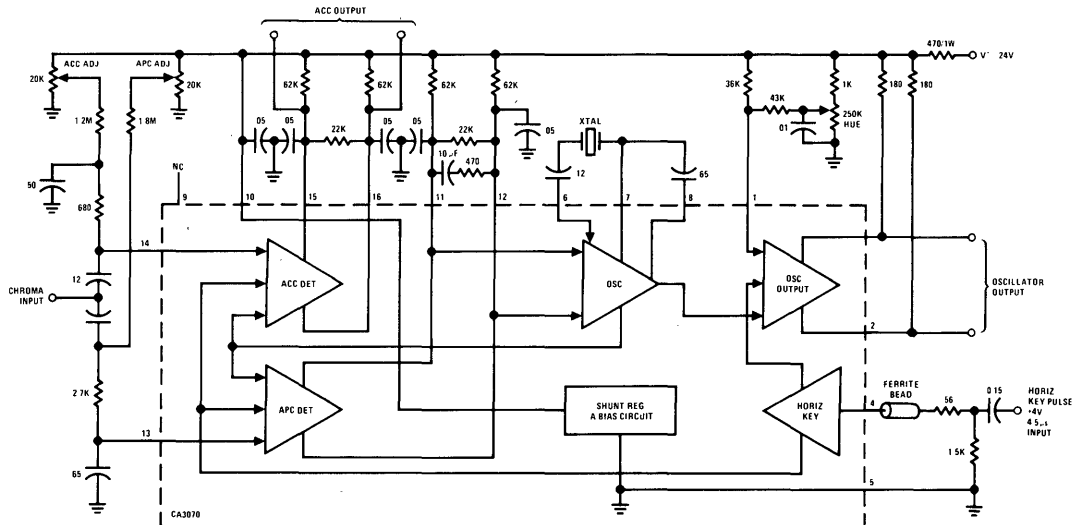 ACC OUTPUT
470/1W
V+ 24V
ACC ADJ
APC ADJ
20K
20K
62K
62K
62K
62K
36K
1K
180
180
1 2M
1 8M
43K
250K
HUE
01
05 05
22K
05 05
22K
05
XTAL
10 µF
470
12
65
50
NC
680
9
10
15
16
11
12
6
7
8
1
14
12
CHROMA
INPUT
ACC DET
OSC
OSC
OUTPUT
OSCILLATOR
OUTPUT
2
2 7K
APC DET
SHUNT REG
A BIAS CIRCUIT
HORIZ
KEY
4
FERRITE
BEAD
56
0.15
HORIZ
KEY PULSE
+4V
4 5µs
INPUT
13
1 5K
65
5
CA3070